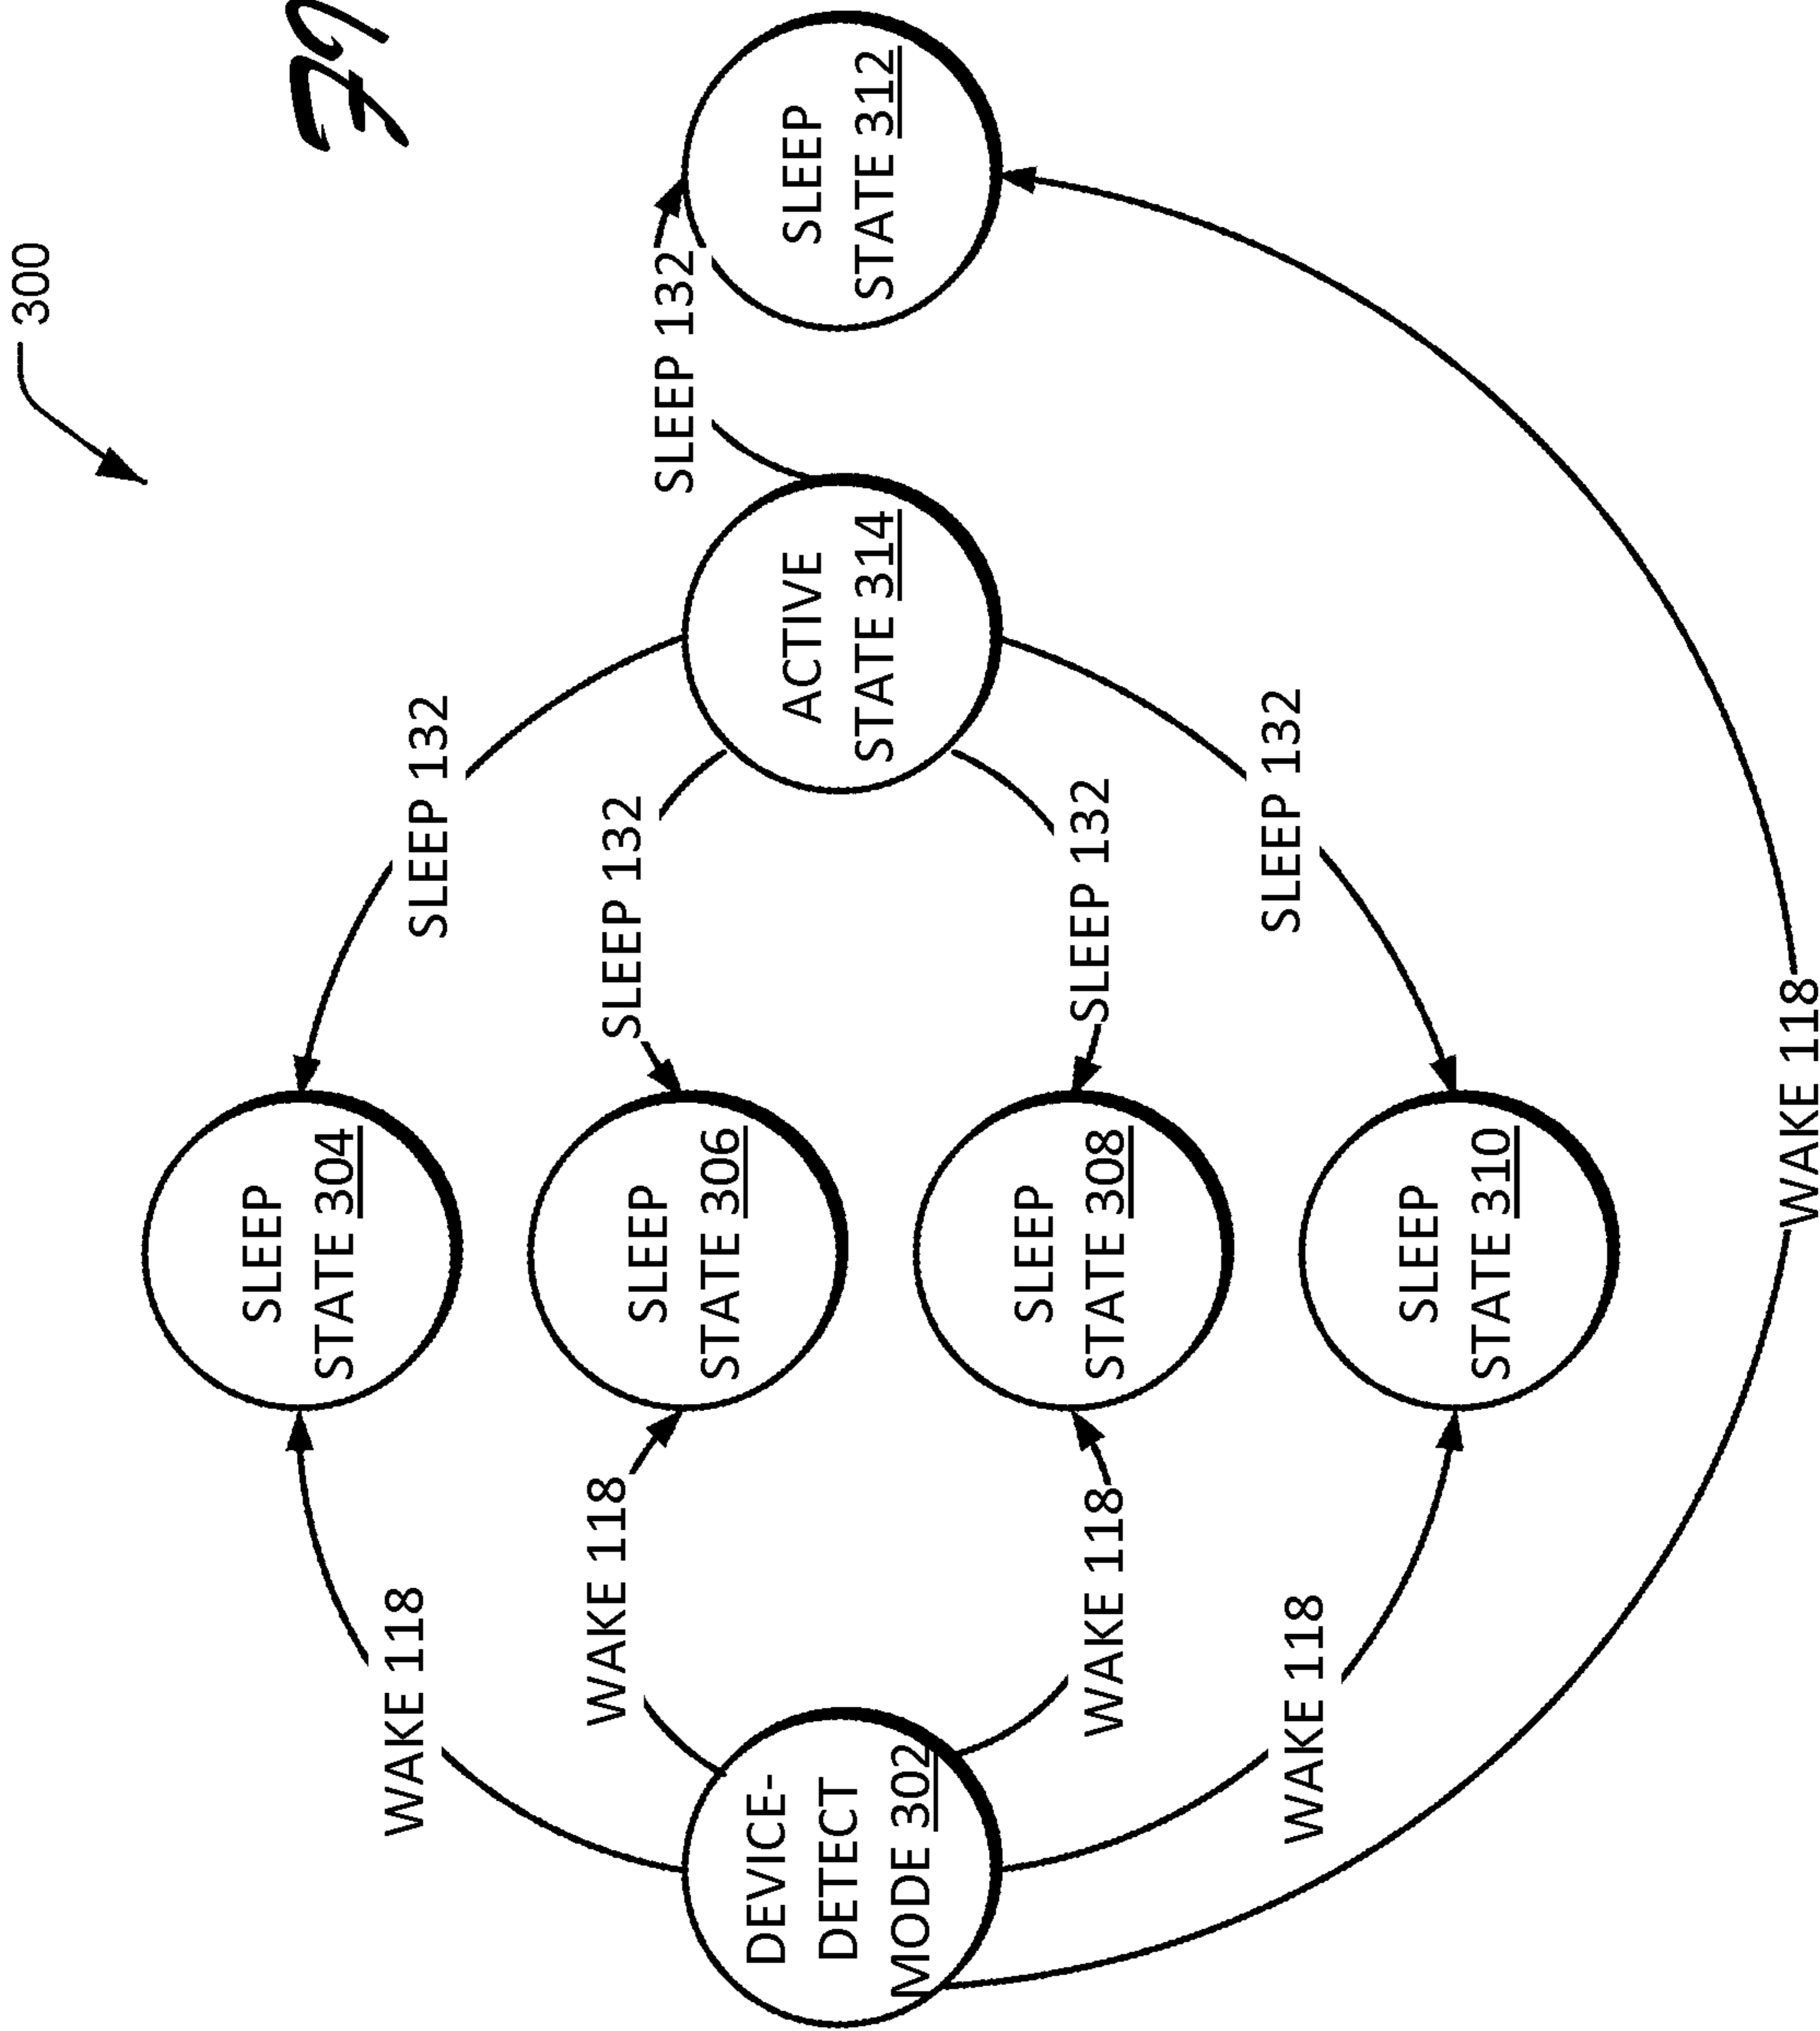 300
SLEEP
STATE 304
WAKE 118
SLEEP 132
WAKE 118
SLEEP
STATE 306
SLEEP 132
SLEEP 132
DEVICE-
DETECT
MODE 302
ACTIVE
STATE 314
SLEEP
STATE 312
WAKE 118
SLEEP
STATE 308
SLEEP 132
WAKE 118
SLEEP
STATE 310
SLEEP 132
WAKE 118